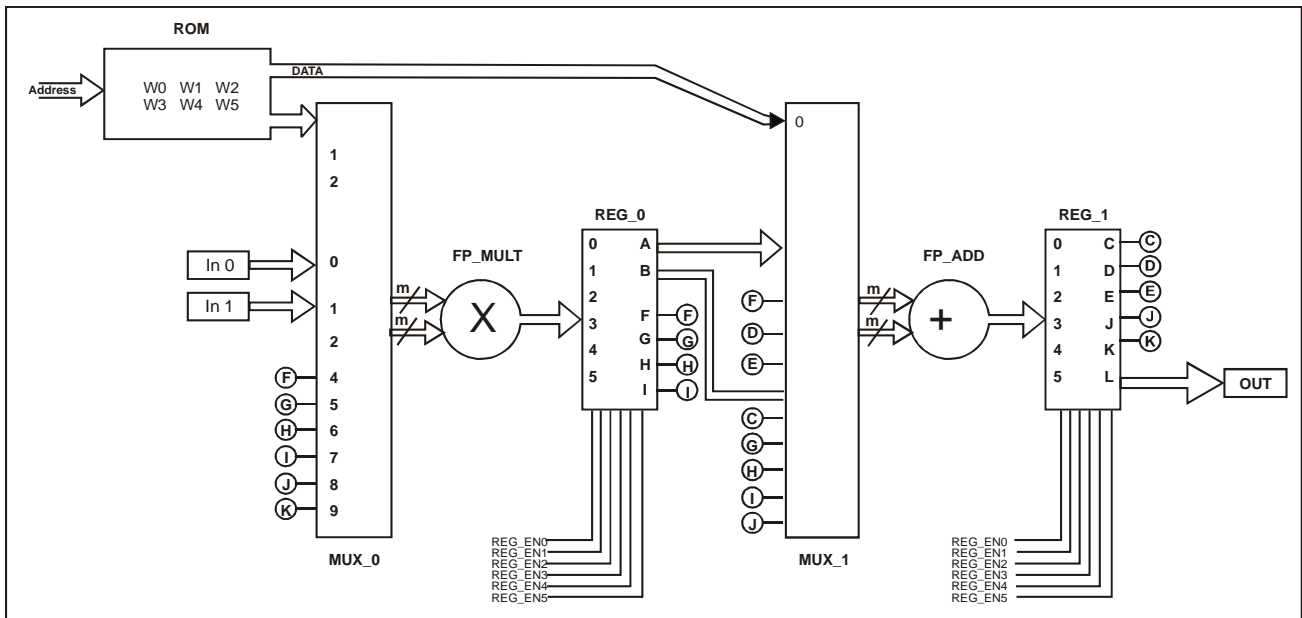 ROM
Address
W0 W1 W2
W3 W4 W5
DATA
1
2
In 0
In 1
0
1
2
F 4
G 5
H 6
I 7
J 8
K 9
MUX_0
m
m
FP_MULT
X
REG_0
0 A
1 B
2
3 F F
4 G G
5 H H
I I
REG_EN0
REG_EN1
REG_EN2
REG_EN3
REG_EN4
REG_EN5
0
F
D
E
C
G
H
I
J
MUX_1
m
m
FP_ADD
+
REG_1
0 C C
1 D D
2 E E
3 J J
4 K K
5 L
OUT
REG_EN0
REG_EN1
REG_EN2
REG_EN3
REG_EN4
REG_EN5